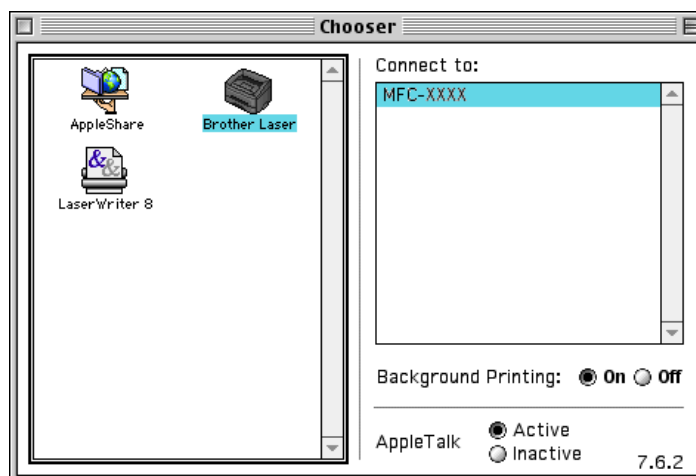 Chooser
AppleShare
Brother Laser
LaserWriter 8
Connect to:
MFC-XXXX
Background Printing: On Off
AppleTalk
Active
Inactive
7.6.2